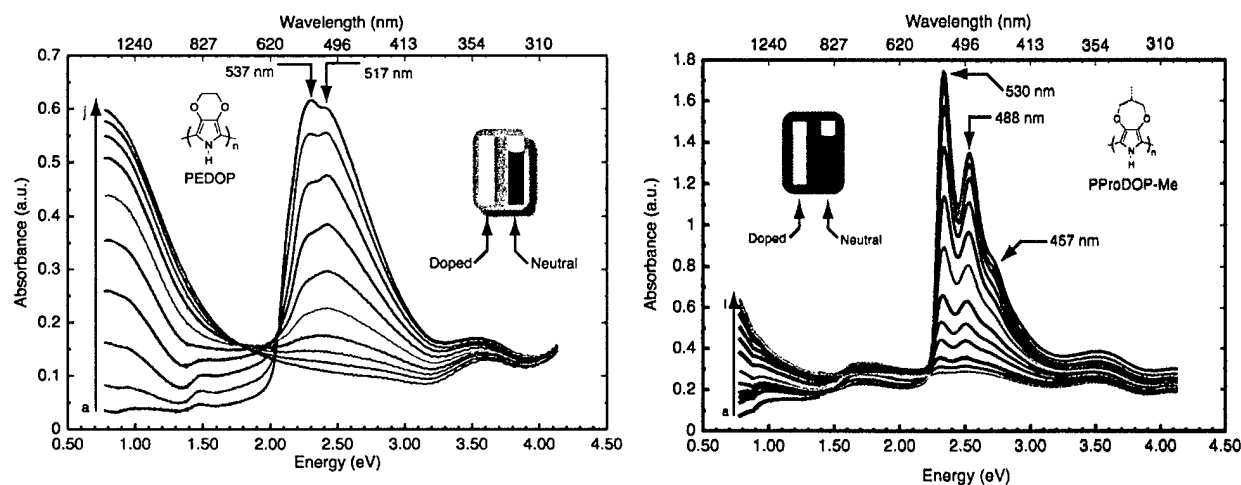 Wavelength (nm)
1240 827 620 496 413 354 310
0.7
0.6
0.5
0.4
0.3
0.2
0.1
0
Absorbance (a.u.)
j
a
537 nm
517 nm
O O
N
H
n
PEDOP
Doped
Neutral
0.50 1.00 1.50 2.00 2.50 3.00 3.50 4.00 4.50
Energy (eV)
Wavelength (nm)
1240 827 620 496 413 354 310
1.8
1.6
1.4
1.2
1
0.8
0.6
0.4
0.2
0
Absorbance (a.u.)
a
530 nm
488 nm
457 nm
O O
N
H
n
PProDOP-Me
Doped
Neutral
0.50 1.00 1.50 2.00 2.50 3.00 3.50 4.00 4.50
Energy (eV)